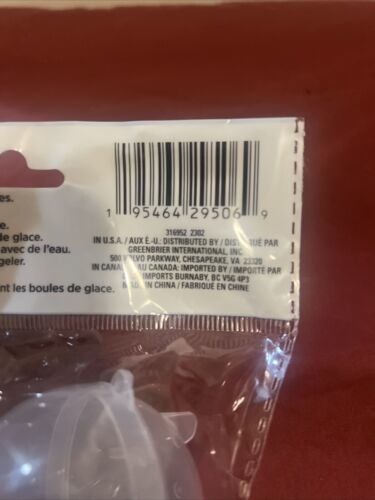 1 95464 29506 9
es.
316952 2302
e.
IN U.S.A./ AUX É.-U.: DISTRIBUTED BY / DISTRIBUÉ PAR
de glace.
GREENBRIER INTERNATIONAL, INC.
avec de l'eau.
500 VOLVO PARKWAY, CHESAPEAKE, VA 23320
geler.
IN CANADA/AU CANADA: IMPORTED BY / IMPORTÉ PAR
IMPORTS BURNABY, BC V5G 4P3
nt les boules de glace.
MADE IN CHINA / FABRIQUÉ EN CHINE